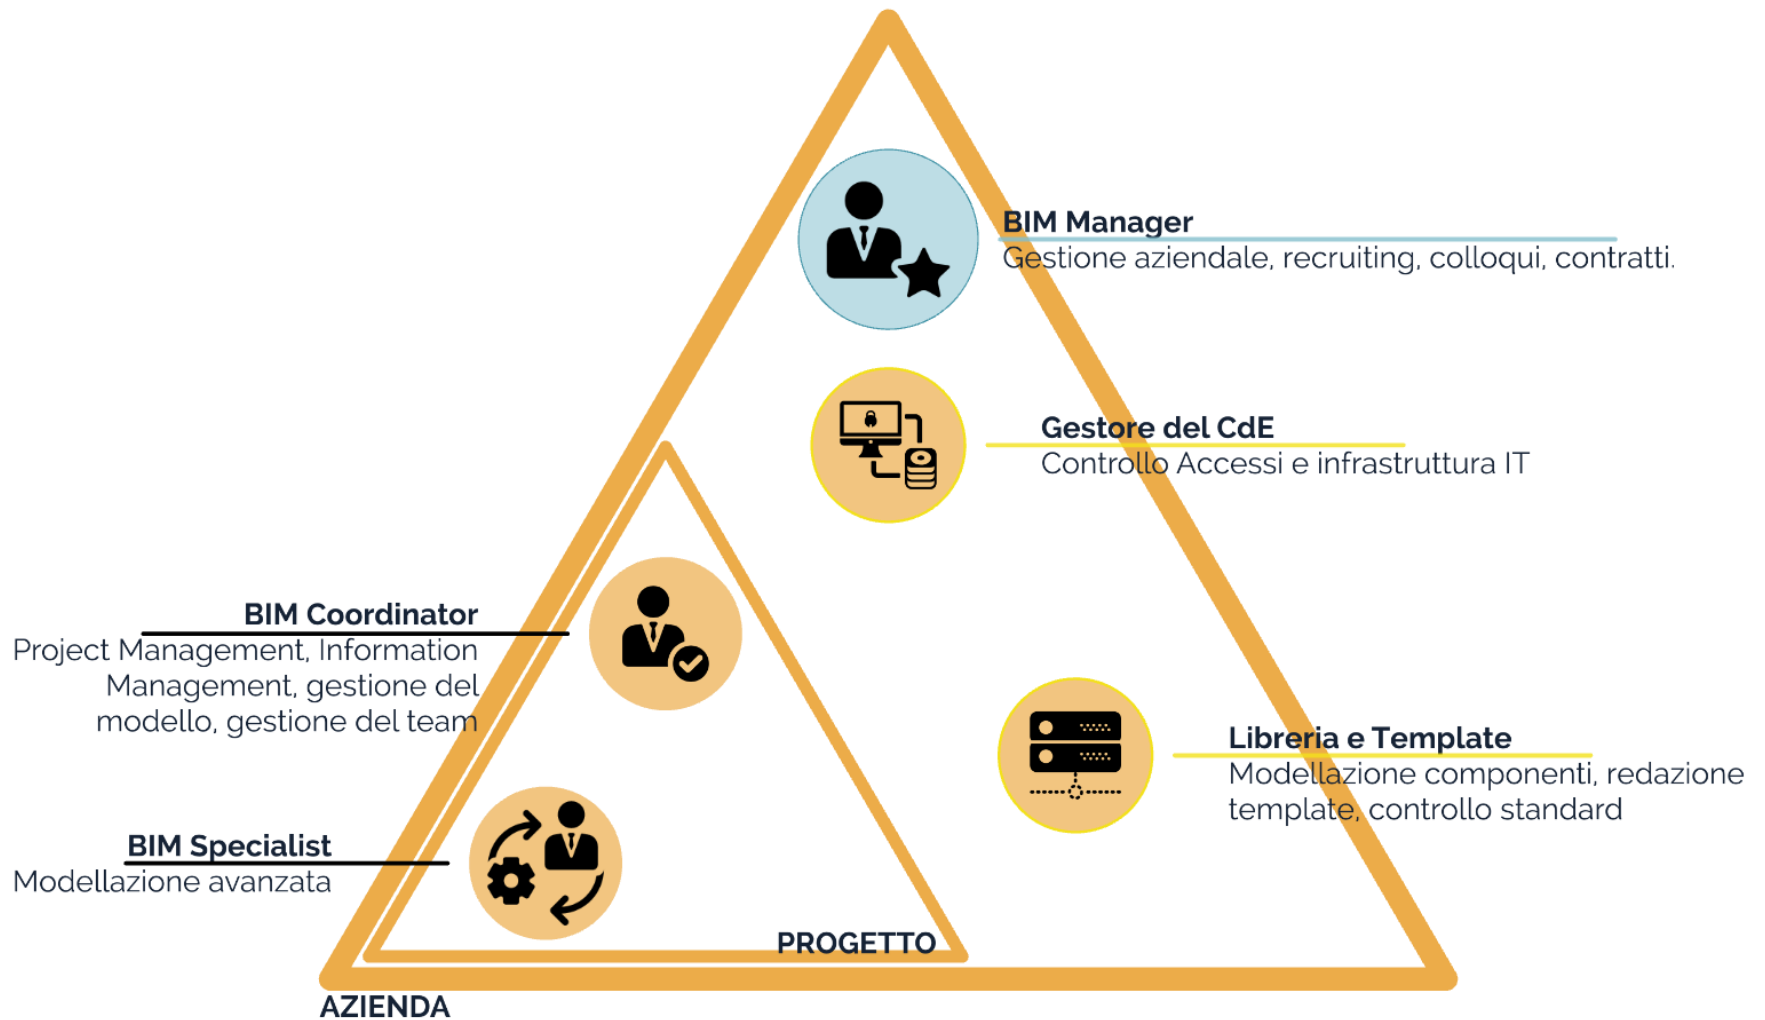 BIM Manager
Gestione aziendale, recruiting, colloqui, contratti.
Gestore del CdE
Controllo Accessi e infrastruttura IT
BIM Coordinator
Project Management, Information
Management, gestione del
modello, gestione del team
Libreria e Template
Modellazione componenti, redazione
template, controllo standard
BIM Specialist
Modellazione avanzata
PROGETTO
AZIENDA